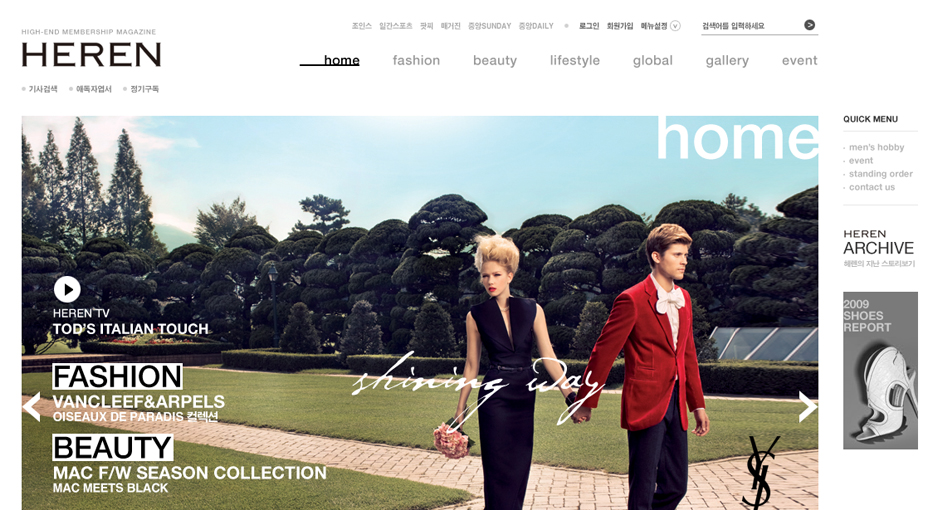 HIGH-END MEMBERSHIP MAGAZINE
HEREN
기사검색 애독자엽서 정기구독
조인스 일간스포츠 팟찌 매거진 중앙SUNDAY 중앙DAILY 로그인 회원가입 메뉴설정
검색어를 입력하세요
home fashion beauty lifestyle global gallery event
home
HEREN TV
TOD'S ITALIAN TOUCH
FASHION
VANCLEEF&ARPELS
OISEAUX DE PARADIS 컬렉션
BEAUTY
MAC F/W SEASON COLLECTION
MAC MEETS BLACK
shining way
YSL
QUICK MENU
men's hobby
event
standing order
contact us
HEREN
ARCHIVE
헤렌의 지난 스토리보기
2009
SHOES
REPORT